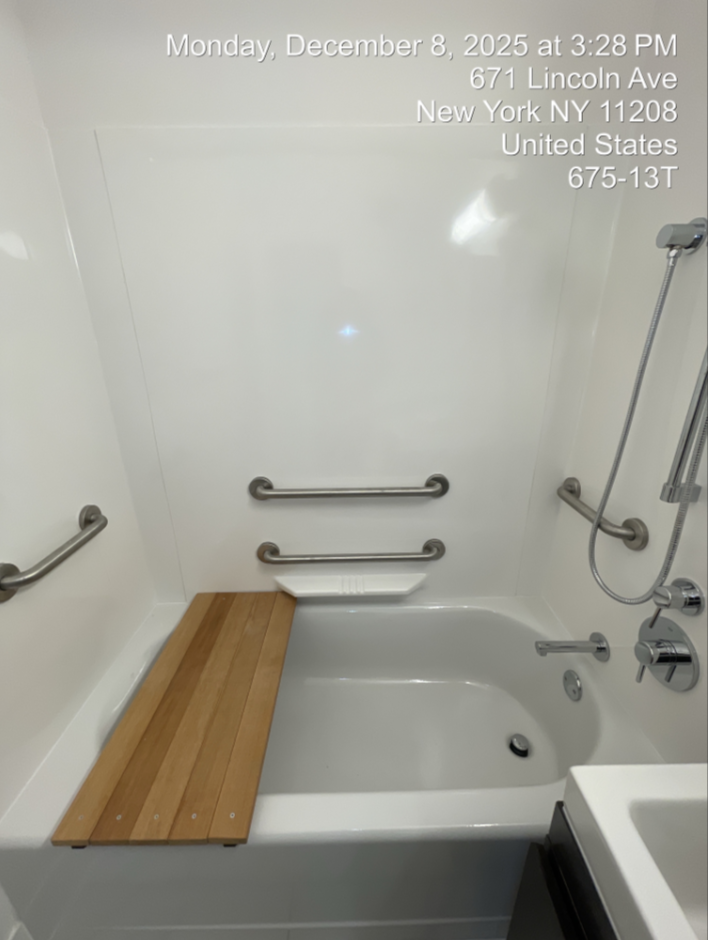 Monday, December 8, 2025 at 3:28 PM
671 Lincoln Ave
New York NY 11208
United States
675-13T